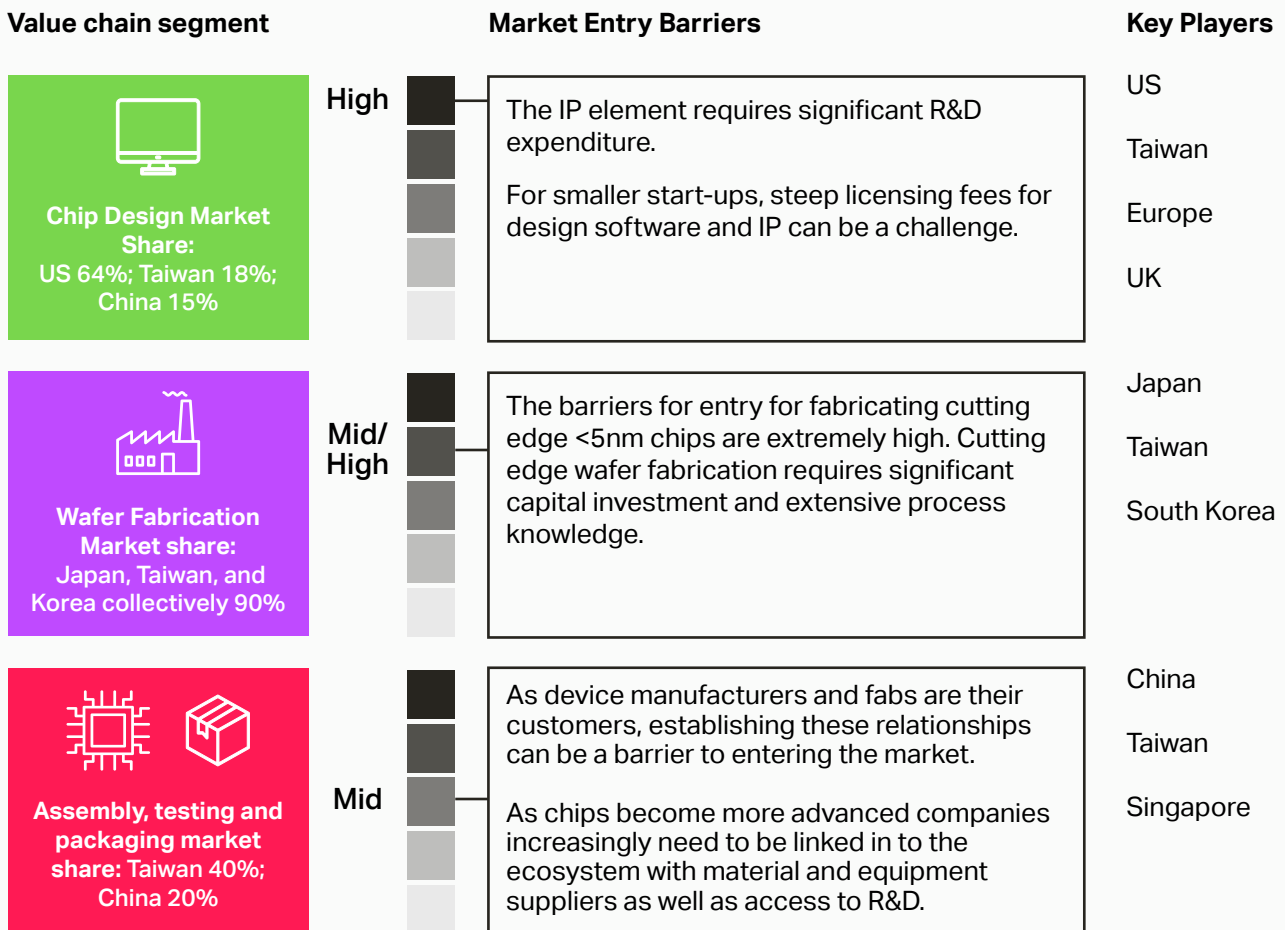 Value chain segment
Market Entry Barriers
Key Players
Chip Design Market
Share:
US 64%; Taiwan 18%;
China 15%
High
The IP element requires significant R&D
expenditure.
For smaller start-ups, steep licensing fees for
design software and IP can be a challenge.
US
Taiwan
Europe
UK
Wafer Fabrication
Market share:
Japan, Taiwan, and
Korea collectively 90%
Mid/
High
The barriers for entry for fabricating cutting
edge <5nm chips are extremely high. Cutting
edge wafer fabrication requires significant
capital investment and extensive process
knowledge.
Japan
Taiwan
South Korea
Assembly, testing and
packaging market
share: Taiwan 40%;
China 20%
Mid
As device manufacturers and fabs are their
customers, establishing these relationships
can be a barrier to entering the market.
As chips become more advanced companies
increasingly need to be linked in to the
ecosystem with material and equipment
suppliers as well as access to R&D.
China
Taiwan
Singapore